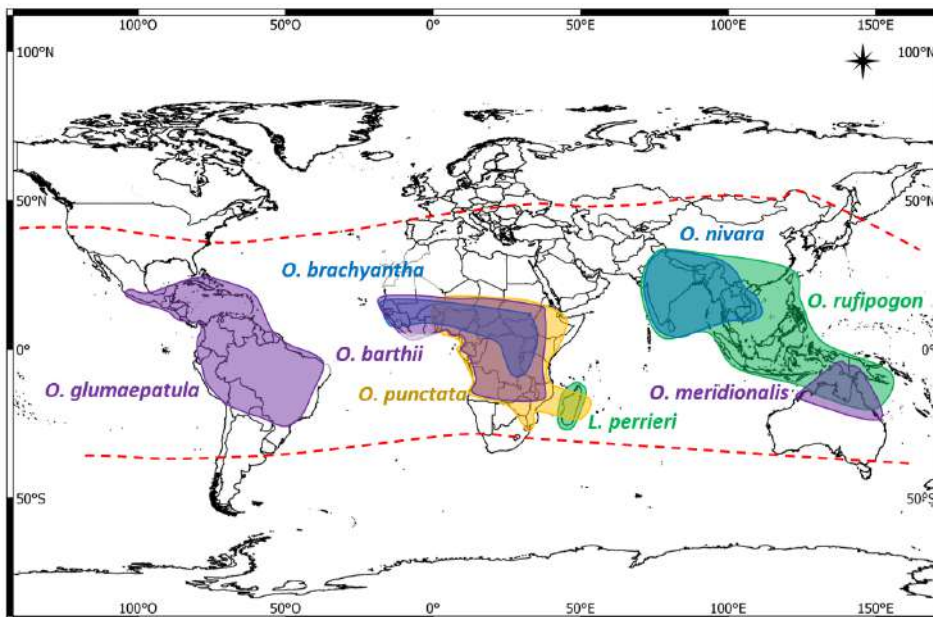 100°O 50°O 0° 50°E 100°E 150°E
100°N 100°N
50°N 50°N
O. nivara
O. brachyantha
O. rufipogon
0° 0°
O. barthii
O. glumaepatula O. punctata O. meridionalis
L. perrieri
50°S 50°S
100°O 50°O 0° 50°E 100°E 150°E